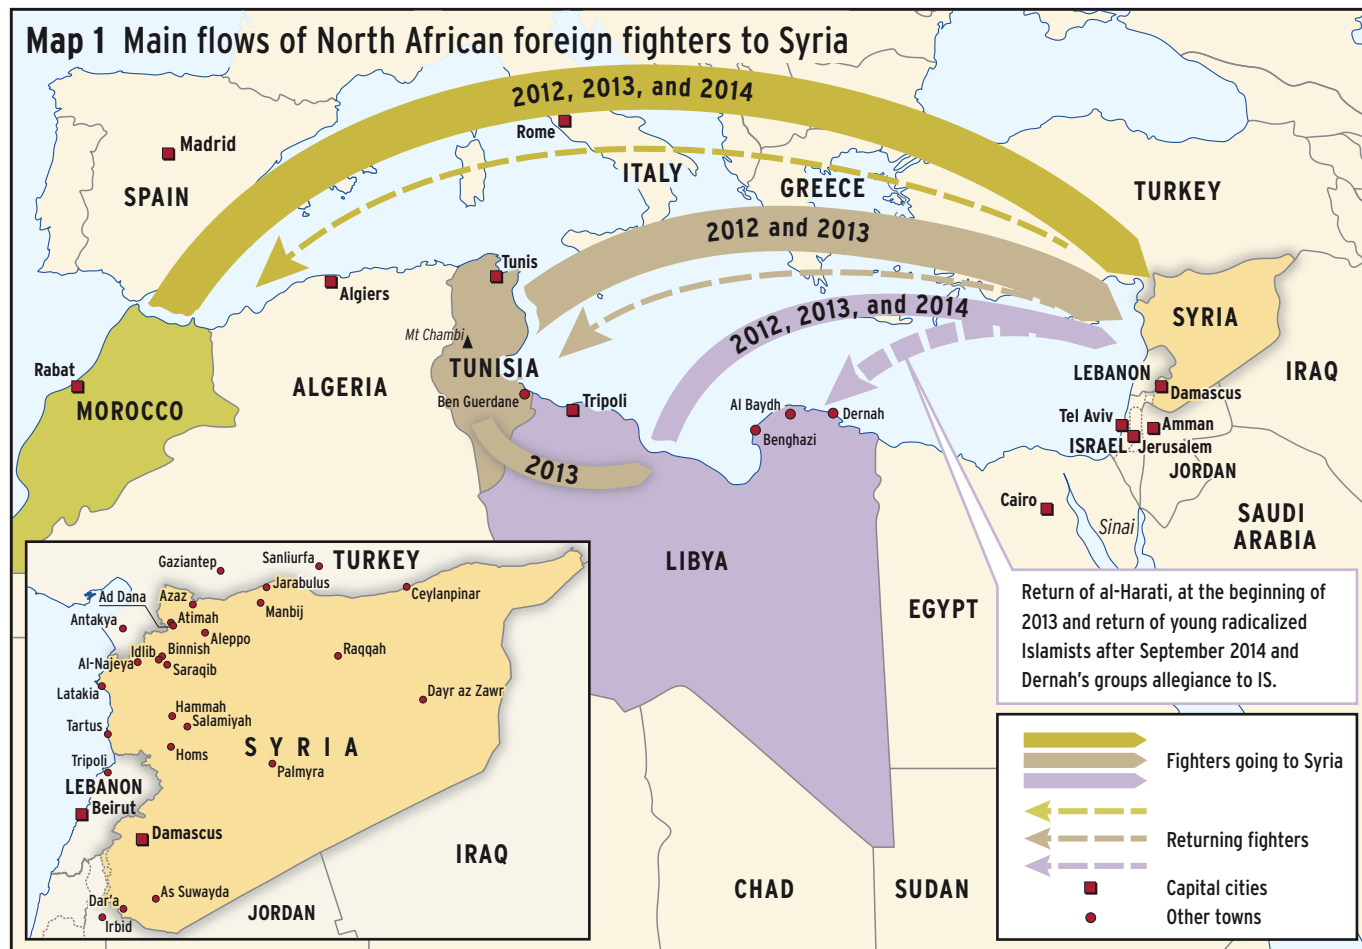 Map 1 Main flows of North African foreign fighters to Syria
2012, 2013, and 2014
Rome
Madrid
ITALY
SPAIN
GREECE
TURKEY
2012 and 2013
Tunis
Algiers
2012, 2013, and 2014
SYRIA
Mt Chambi
TUNISIA
IRAQ
Rabat
ALGERIA
LEBANON
Damascus
MOROCCO
Ben Guerdane
Tripoli
Al Baydh
Dernah
Benghazi
Tel Aviv
Amman
ISRAEL
Jerusalem
JORDAN
2013
Cairo
Sinai
SAUDI
ARABIA
LIBYA
EGYPT
CHAD
SUDAN
Return of al-Harati, at the beginning of
2013 and return of young radicalized
Islamists after September 2014 and
Dernah's groups allegiance to IS.
Fighters going to Syria
Returning fighters
Capital cities
Other towns
Gaziantep
Sanliurfa
TURKEY
Jarabulus
Ceylanpinar
Ad Dana
Azaz
Manbij
Antakya
Atimah
Aleppo
Idlib
Binnish
Raqqah
Al-Najeya
Saraqib
Latakia
Dayr az Zawr
Hammah
Salamiyah
Tartus
Homs
SYRIA
Tripoli
Palmyra
LEBANON
Beirut
Damascus
IRAQ
Dar'a
As Suwayda
Irbid
JORDAN